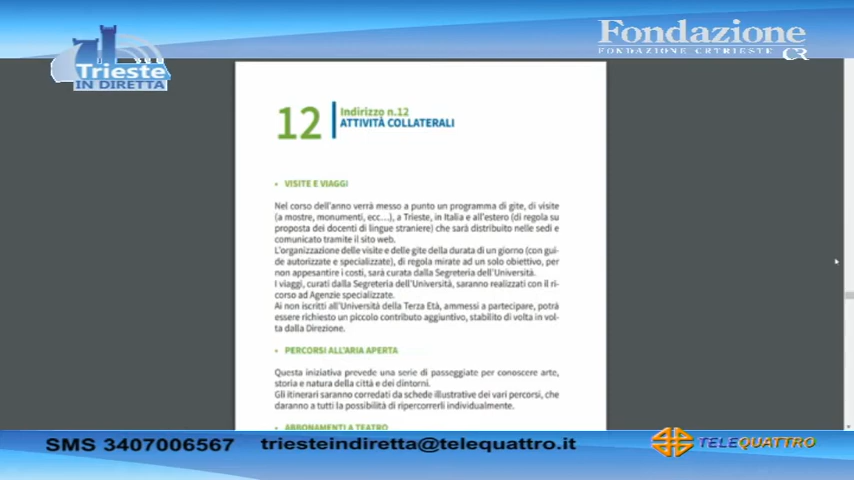 Trieste
IN DIRETTA
Fondazione
FONDAZIONE CRTRIESTE
CR
12
Indirizzo n.12
ATTIVITÀ COLLATERALI
• VISITE E VIAGGI
Nel corso dell'anno verrà messo a punto un programma di gite, di visite
(a mostre, monumenti, ecc…), a Trieste, in Italia e all'estero (di regola su
proposta dei docenti di lingue straniere) che sarà distribuito nelle sedi e
comunicato tramite il sito web.
L'organizzazione delle visite e delle gite della durata di un giorno (con gui-
de autorizzate e specializzate), di regola mirate ad un solo obiettivo, per
non appesantire i costi, sarà curata dalla Segreteria dell'Università.
I viaggi, curati dalla Segreteria dell'Università, saranno realizzati con il ri-
corso ad Agenzie specializzate.
Ai non iscritti all'Università della Terza Età, ammessi a partecipare, potrà
essere richiesto un piccolo contributo aggiuntivo, stabilito di volta in vol-
ta dalla Direzione.
• PERCORSI ALL'ARIA APERTA
Questa iniziativa prevede una serie di passeggiate per conoscere arte,
storia e natura della città e dei dintorni.
Gli itinerari saranno corredati da schede illustrative dei vari percorsi, che
daranno a tutti la possibilità di ripercorrerli individualmente.
• ABBONAMENTI A TEATRO
SMS 3407006567
triesteindiretta@telequattro.it
TELEQUATTRO